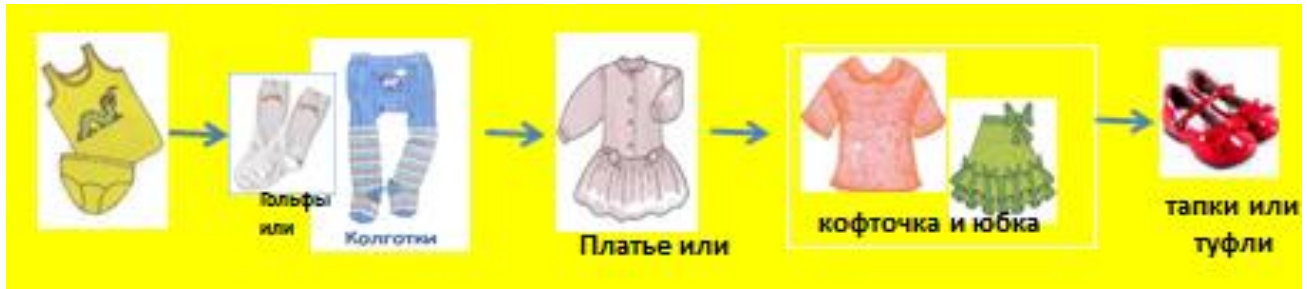 Гольфы
или
Колготки
Платье или
кофточка и юбка
тапки или
туфли